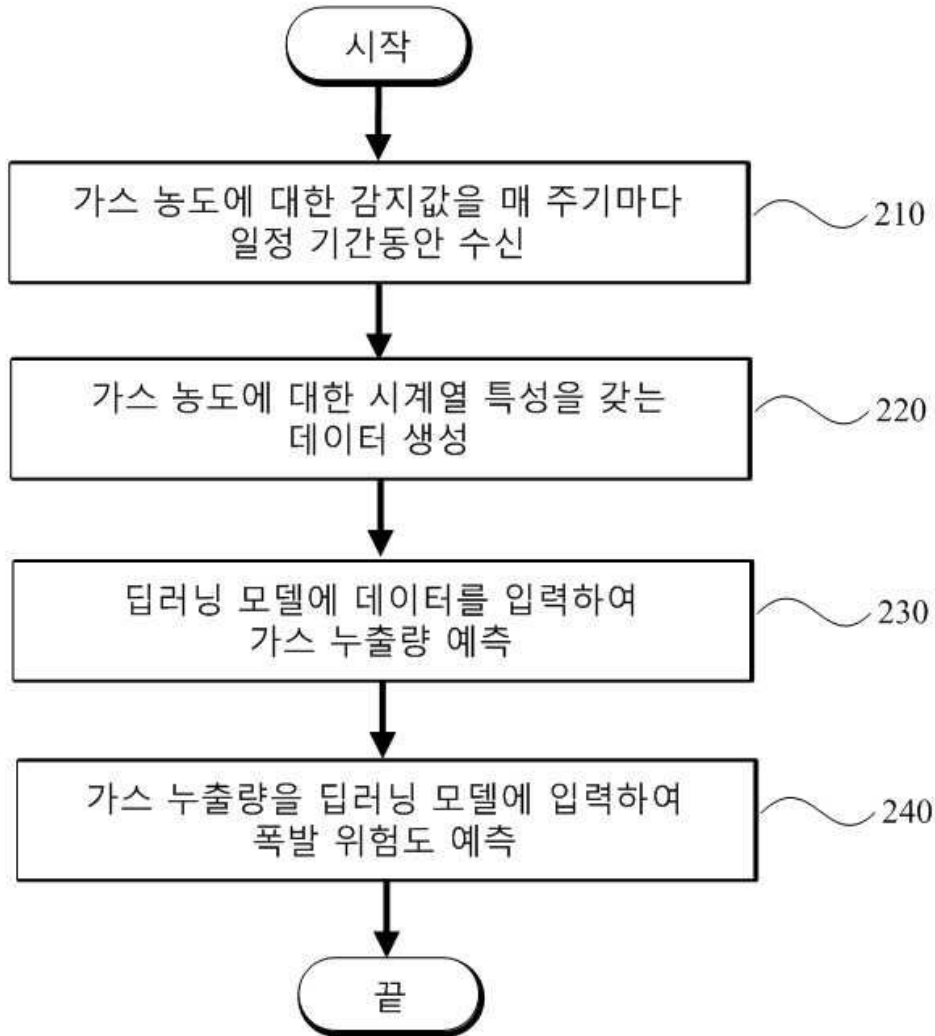 시작
가스 농도에 대한 감지값을 매 주기마다
일정 기간동안 수신
210
가스 농도에 대한 시계열 특성을 갖는
데이터 생성
220
딥러닝 모델에 데이터를 입력하여
가스 누출량 예측
230
가스 누출량을 딥러닝 모델에 입력하여
폭발 위험도 예측
240
끝